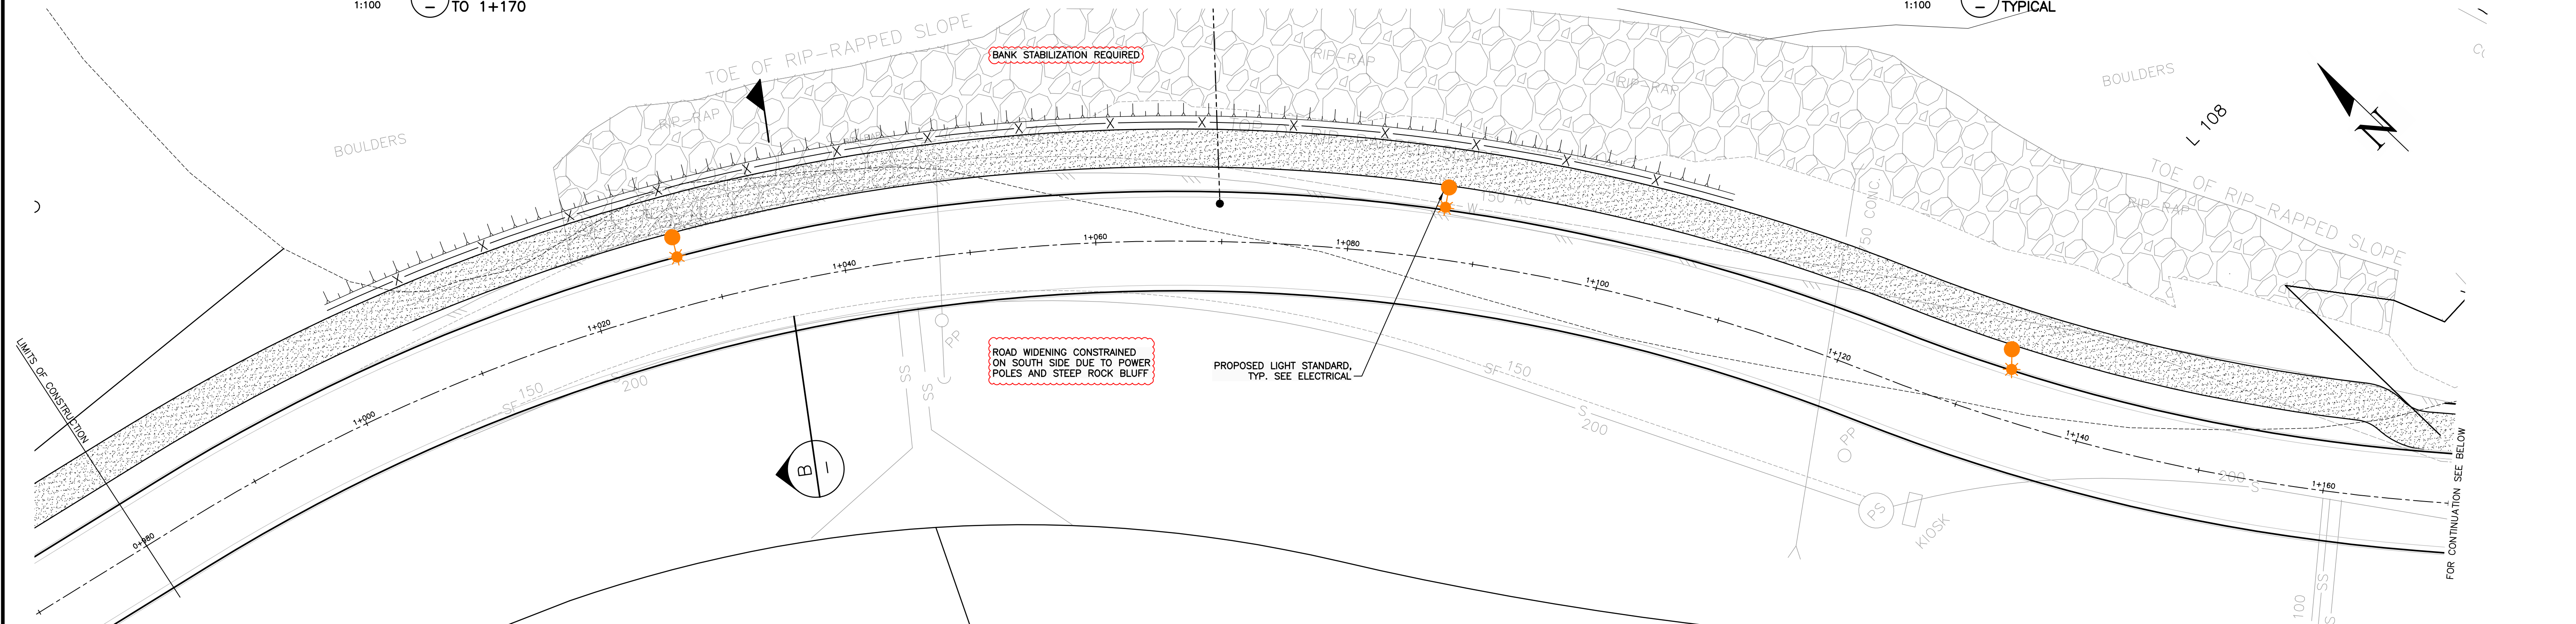 1:100
–
TO 1+170
1:100
–
TYPICAL
TOE OF RIP-RAPPED SLOPE
BANK STABILIZATION REQUIRED
RIP-RAP
RIP-RAP
BOULDERS
L 108
N
RIP-RAP
BOULDERS
TOE OF RIP-RAPPED SLOPE
RIP-RAP
150 AC
W
50 CONC.
1+060
1+080
1+040
1+100
1+020
1+120
1+000
1+140
0+980
1+160
LIMITS OF CONSTRUCTION
SF 150
200
SS
SS
PP
ROAD WIDENING CONSTRAINED
ON SOUTH SIDE DUE TO POWER
POLES AND STEEP ROCK BLUFF
PROPOSED LIGHT STANDARD,
TYP. SEE ELECTRICAL
SF 150
S
200
PP
B
–
PS
KIOSK
200 S
FOR CONTINUATION SEE BELOW
100
SS
S